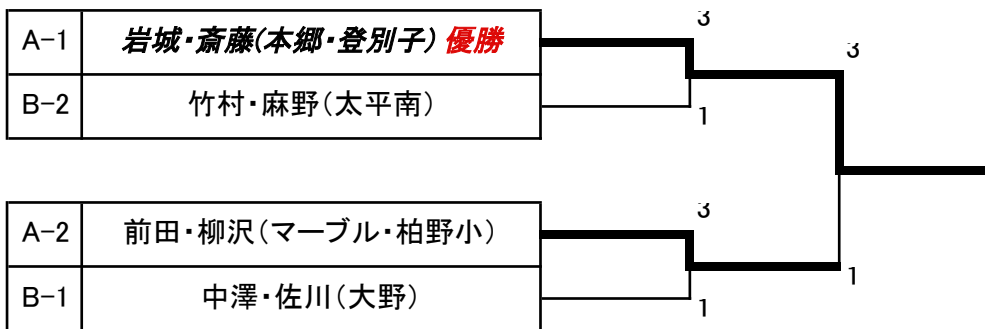 A-1 岩城・斎藤(本郷・登別子) 優勝
3
3
B-2 竹村・麻野(太平南)
1
A-2 前田・柳沢(マーブル・柏野小)
3
1
B-1 中澤・佐川(大野)
1